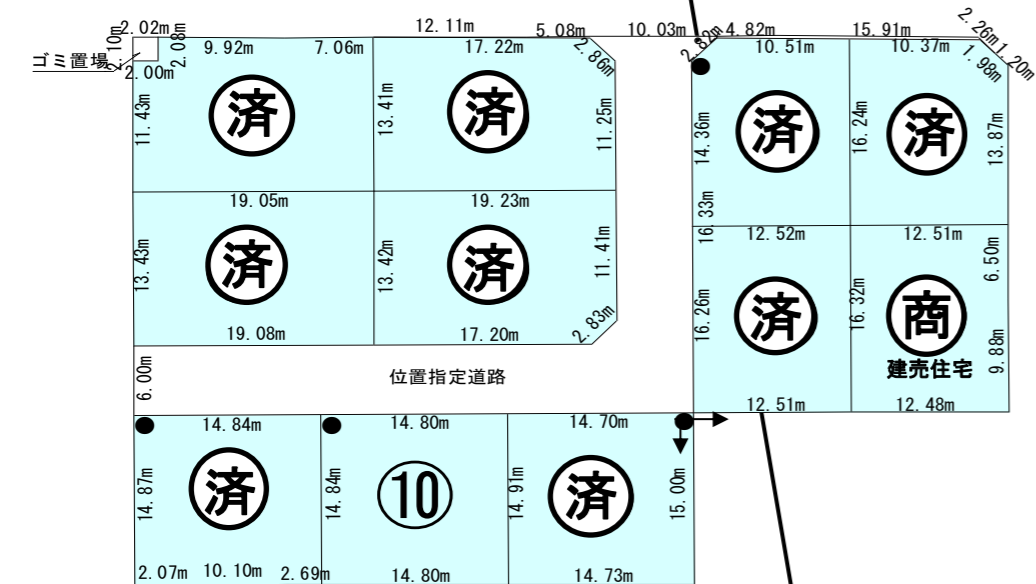 2.02m
12.11m
5.08m
10.03m
4.82m
15.91m
2.26m
1.20m
2.10m
2.08m
ゴミ置場
2.00m
9.92m
7.06m
17.22m
2.86m
2.82m
10.51m
10.37m
1.98m
11.43m
済
13.41m
済
11.25m
14.36m
済
16.24m
済
13.87m
19.05m
19.23m
16.33m
12.52m
12.51m
13.43m
済
13.42m
済
11.41m
6.50m
16.26m
済
16.32m
商
建売住宅
9.88m
19.08m
17.20m
2.83m
6.00m
位置指定道路
12.51m
12.48m
14.84m
14.80m
14.70m
14.87m
済
14.84m
10
14.91m
済
15.00m
2.07m
10.10m
2.69m
14.80m
14.73m